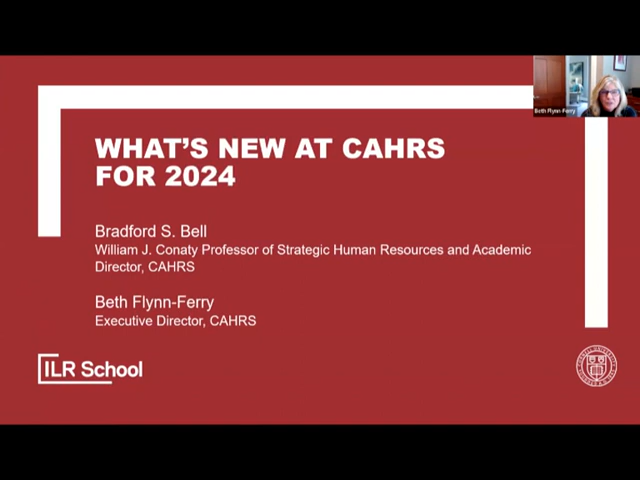 Beth Flynn-Ferry
WHAT'S NEW AT CAHRS
FOR 2024
Bradford S. Bell
William J. Conaty Professor of Strategic Human Resources and Academic
Director, CAHRS
Beth Flynn-Ferry
Executive Director, CAHRS
ILR School